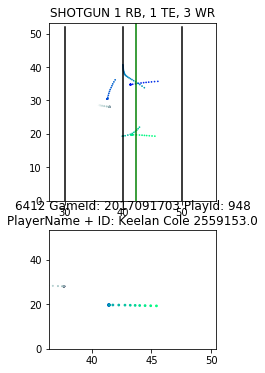 SHOTGUN 1 RB, 1 TE, 3 WR
50
40
30
20
10
0
30 40 50
6412 GameId: 2017091703 PlayId: 948
PlayerName + ID: Keelan Cole 2559153.0
40
20
0
40 45 50